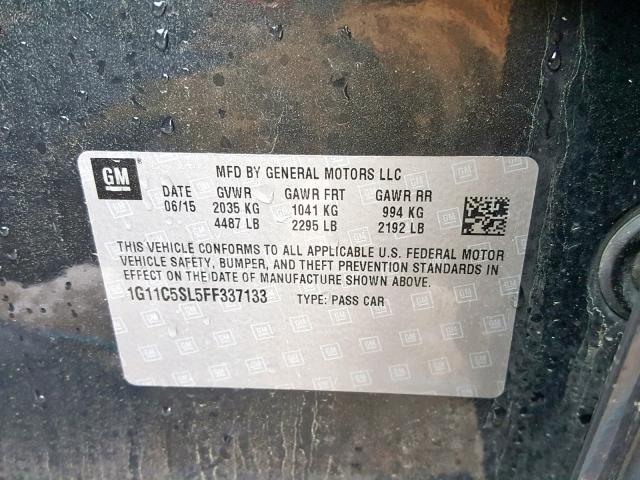 GM ®
MFD BY GENERAL MOTORS LLC
DATE GVWR GAWR FRT GAWR RR
06/15 2035 KG 1041 KG 994 KG
4487 LB 2295 LB 2192 LB
THIS VEHICLE CONFORMS TO ALL APPLICABLE U.S. FEDERAL MOTOR
VEHICLE SAFETY, BUMPER, AND THEFT PREVENTION STANDARDS IN
EFFECT ON THE DATE OF MANUFACTURE SHOWN ABOVE.
1G11C5SL5FF337133 TYPE: PASS CAR